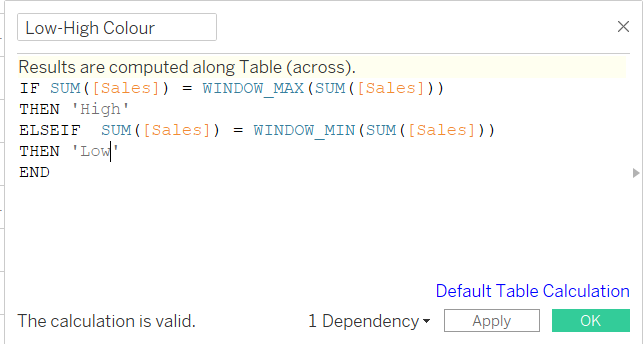 Low-High Colour
Results are computed along Table (across).
IF SUM([Sales]) = WINDOW_MAX(SUM([Sales]))
THEN 'High'
ELSEIF  SUM([Sales]) = WINDOW_MIN(SUM([Sales]))
THEN 'Low'
END
Default Table Calculation
The calculation is valid.
1 Dependency
Apply
OK